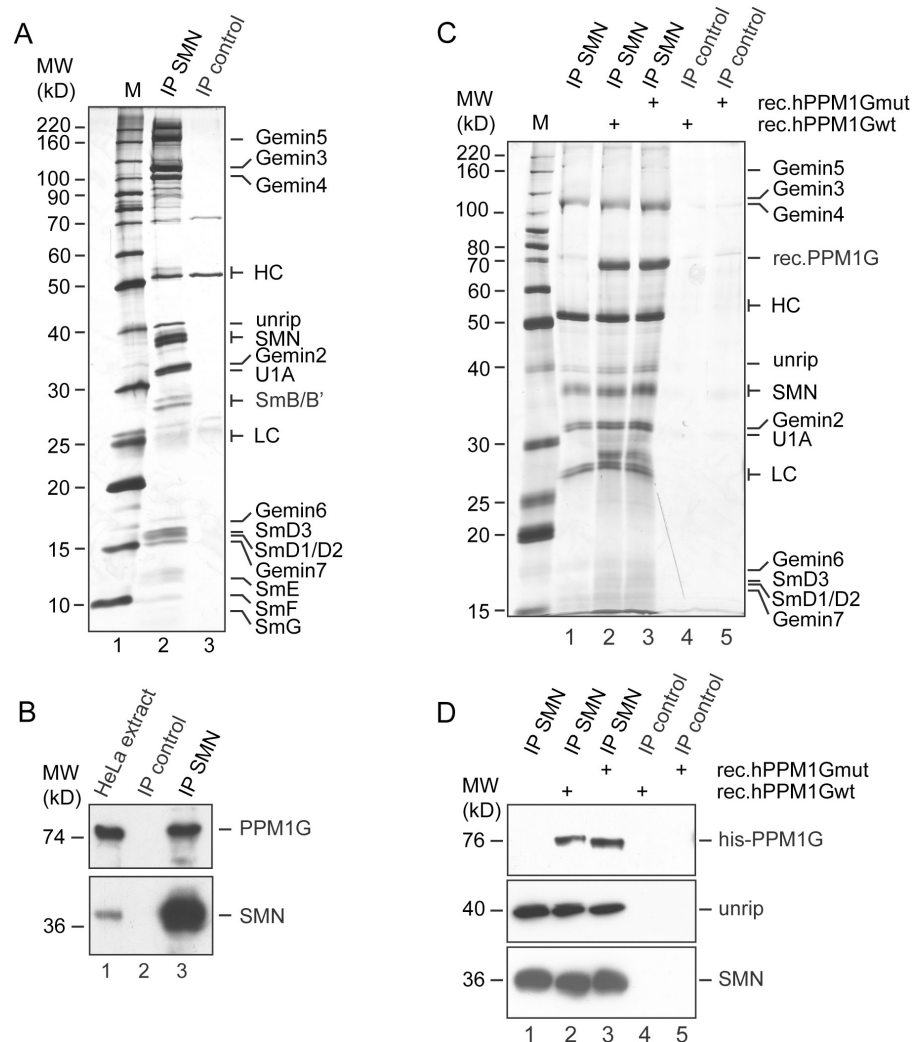 A
MW
(kD)
M
IP SMN
IP control
220
160
100
90
70
60
50
40
30
25
20
15
10
Gemin5
Gemin3
Gemin4
HC
unrip
SMN
Gemin2
U1A
SmB/B'
LC
Gemin6
SmD3
SmD1/D2
Gemin7
SmE
SmF
SmG
1 2 3
B
MW
(kD)
HeLa extract
IP control
IP SMN
74
PPM1G
36
SMN
1 2 3
C
IP SMN
IP SMN
IP SMN
IP control
IP control
MW
(kD)
M
+ + rec.hPPM1Gmut
+ + rec.hPPM1Gwt
220
160
100
80
70
60
50
40
30
25
20
15
Gemin5
Gemin3
Gemin4
rec.PPM1G
HC
unrip
SMN
Gemin2
U1A
LC
Gemin6
SmD3
SmD1/D2
Gemin7
1 2 3 4 5
D
IP SMN
IP SMN
IP SMN
IP control
IP control
MW
(kD)
+ + rec.hPPM1Gmut
+ + rec.hPPM1Gwt
76
his-PPM1G
40
unrip
36
SMN
1 2 3 4 5